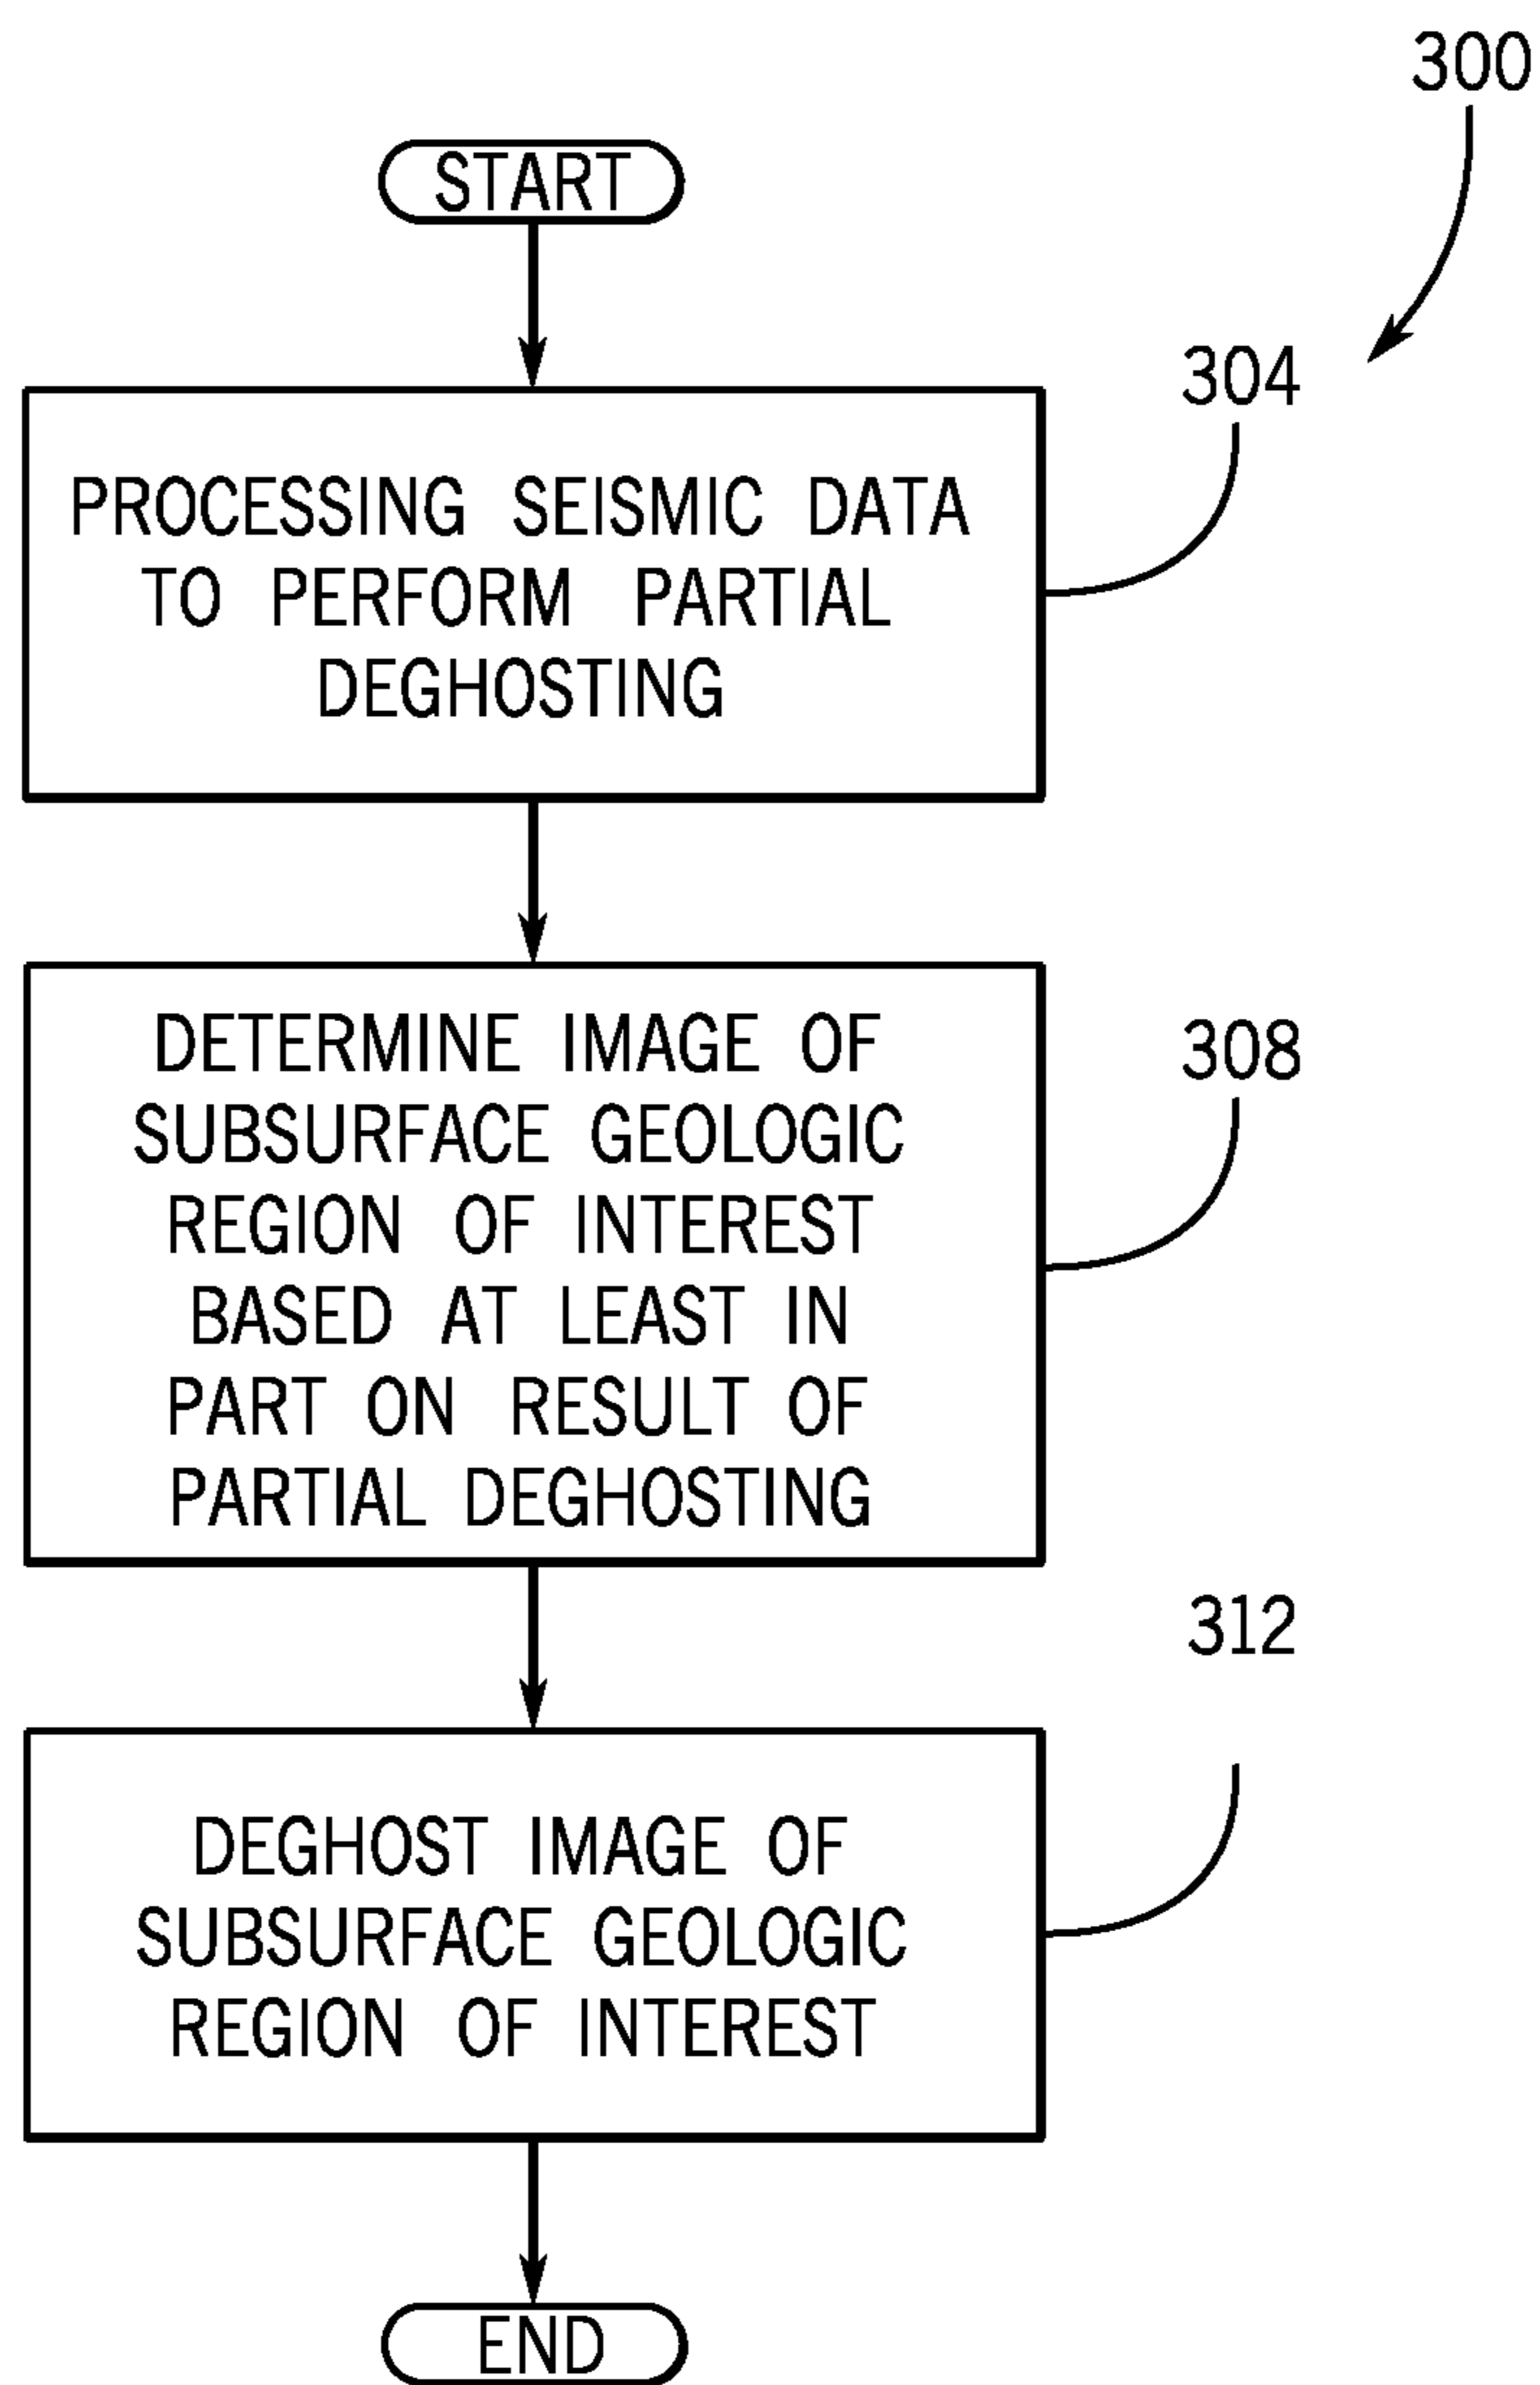 300
START
304
PROCESSING SEISMIC DATA
TO PERFORM PARTIAL
DEGHOSTING
308
DETERMINE IMAGE OF
SUBSURFACE GEOLOGIC
REGION OF INTEREST
BASED AT LEAST IN
PART ON RESULT OF
PARTIAL DEGHOSTING
312
DEGHOST IMAGE OF
SUBSURFACE GEOLOGIC
REGION OF INTEREST
END